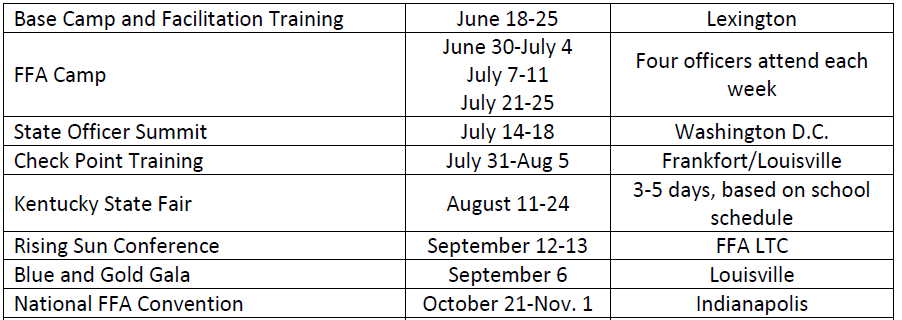 Base Camp and Facilitation Training June 18-25 Lexington
FFA Camp June 30-July 4
July 7-11
July 21-25 Four officers attend each
week
State Officer Summit July 14-18 Washington D.C.
Check Point Training July 31-Aug 5 Frankfort/Louisville
Kentucky State Fair August 11-24 3-5 days, based on school
schedule
Rising Sun Conference September 12-13 FFA LTC
Blue and Gold Gala September 6 Louisville
National FFA Convention October 21-Nov. 1 Indianapolis